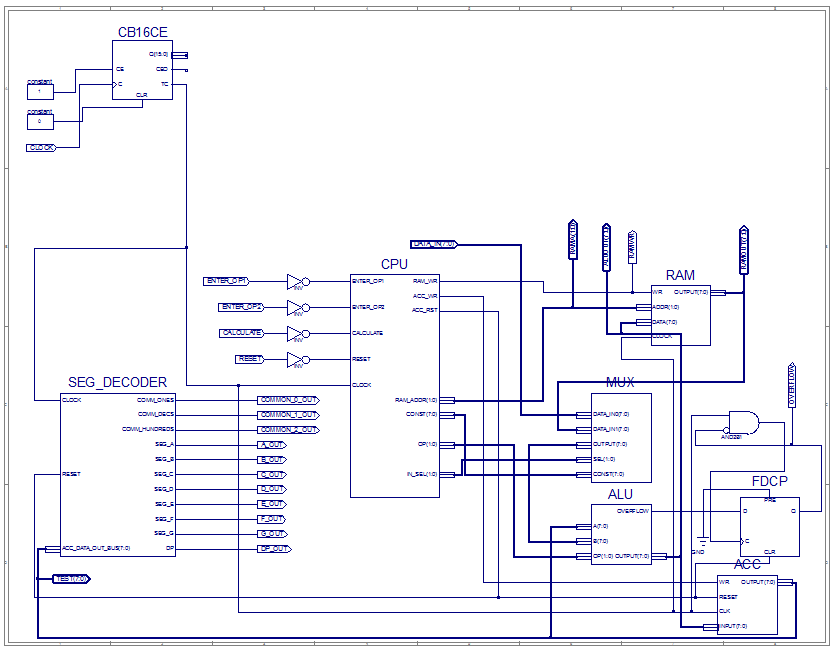 CB16CE
Q(15:0)
CE
CEO
C
TC
CLR
constant
1
constant
0
CLOCK
DATA_IN(7:0)
CPU
ENTER_OP1
INV
ENTER_OP1
RAM_WR
ACC_WR
ENTER_OP2
INV
ENTER_OP2
ACC_RST
CALCULATE
INV
CALCULATE
RESET
INV
RESET
CLOCK
RAM_ADDR(1:0)
CONST(7:0)
OP(1:0)
IN_SEL(1:0)
RAM
WR
OUTPUT(7:0)
ADDR(1:0)
DATA(7:0)
CLOCK
OVERFLOW
SEG_DECODER
CLOCK
COMM_ONES
COMMON_0_OUT
COMM_DECS
COMMON_1_OUT
COMM_HUNDREDS
COMMON_2_OUT
SEG_A
A_OUT
SEG_B
B_OUT
RESET
SEG_C
C_OUT
SEG_D
D_OUT
SEG_E
E_OUT
SEG_F
F_OUT
SEG_G
G_OUT
ACC_DATA_OUT_BUS(7:0)
DP
DP_OUT
TEST(7:0)
MUX
DATA_IN0(7:0)
DATA_IN1(7:0)
OUTPUT(7:0)
SEL(1:0)
CONST(7:0)
AND2B1
ALU
OVERFLOW
A(7:0)
B(7:0)
OP(1:0)
OUTPUT(7:0)
FDCP
PRE
D
Q
C
CLR
GND
ACC
WR
OUTPUT(7:0)
RESET
CLK
INPUT(7:0)